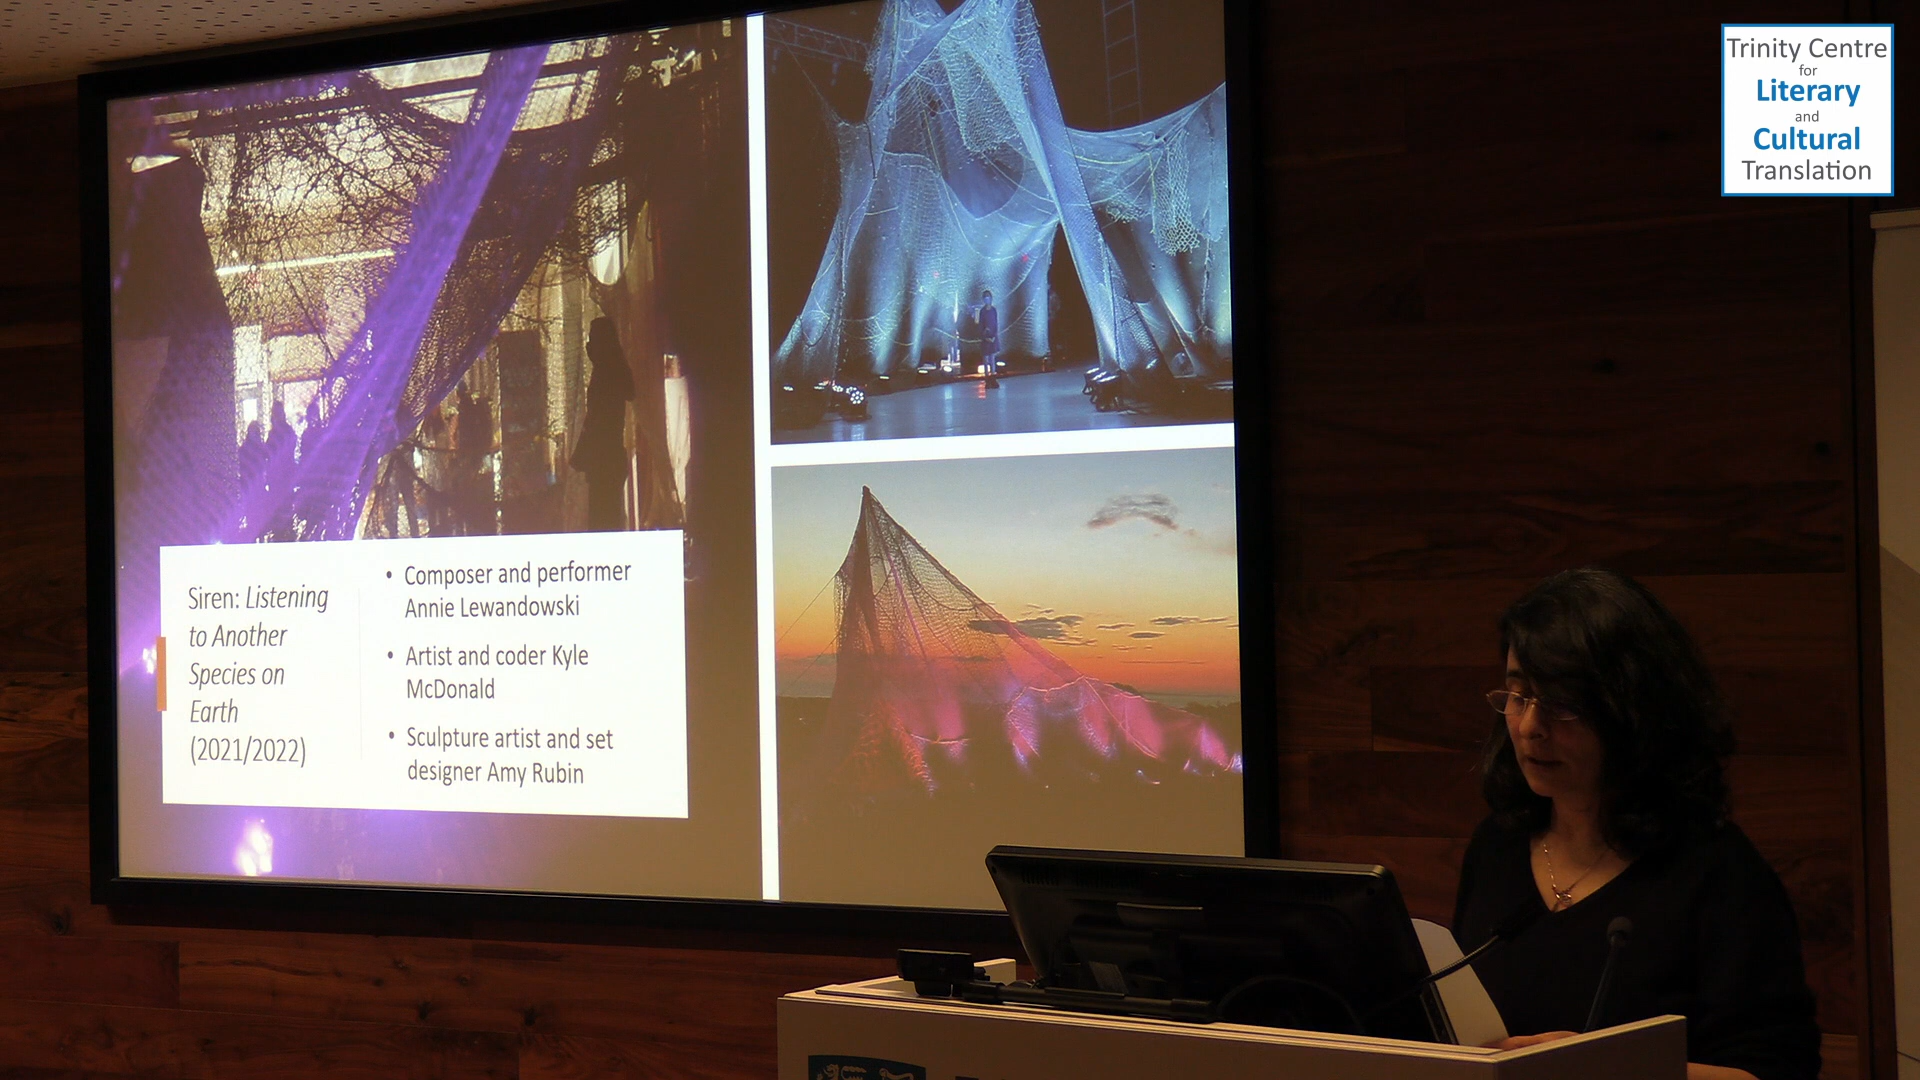 Trinity Centre
for
Literary
and
Cultural
Translation
Siren: Listening
to Another
Species on
Earth
(2021/2022)
• Composer and performer
Annie Lewandowski
• Artist and coder Kyle
McDonald
• Sculpture artist and set
designer Amy Rubin